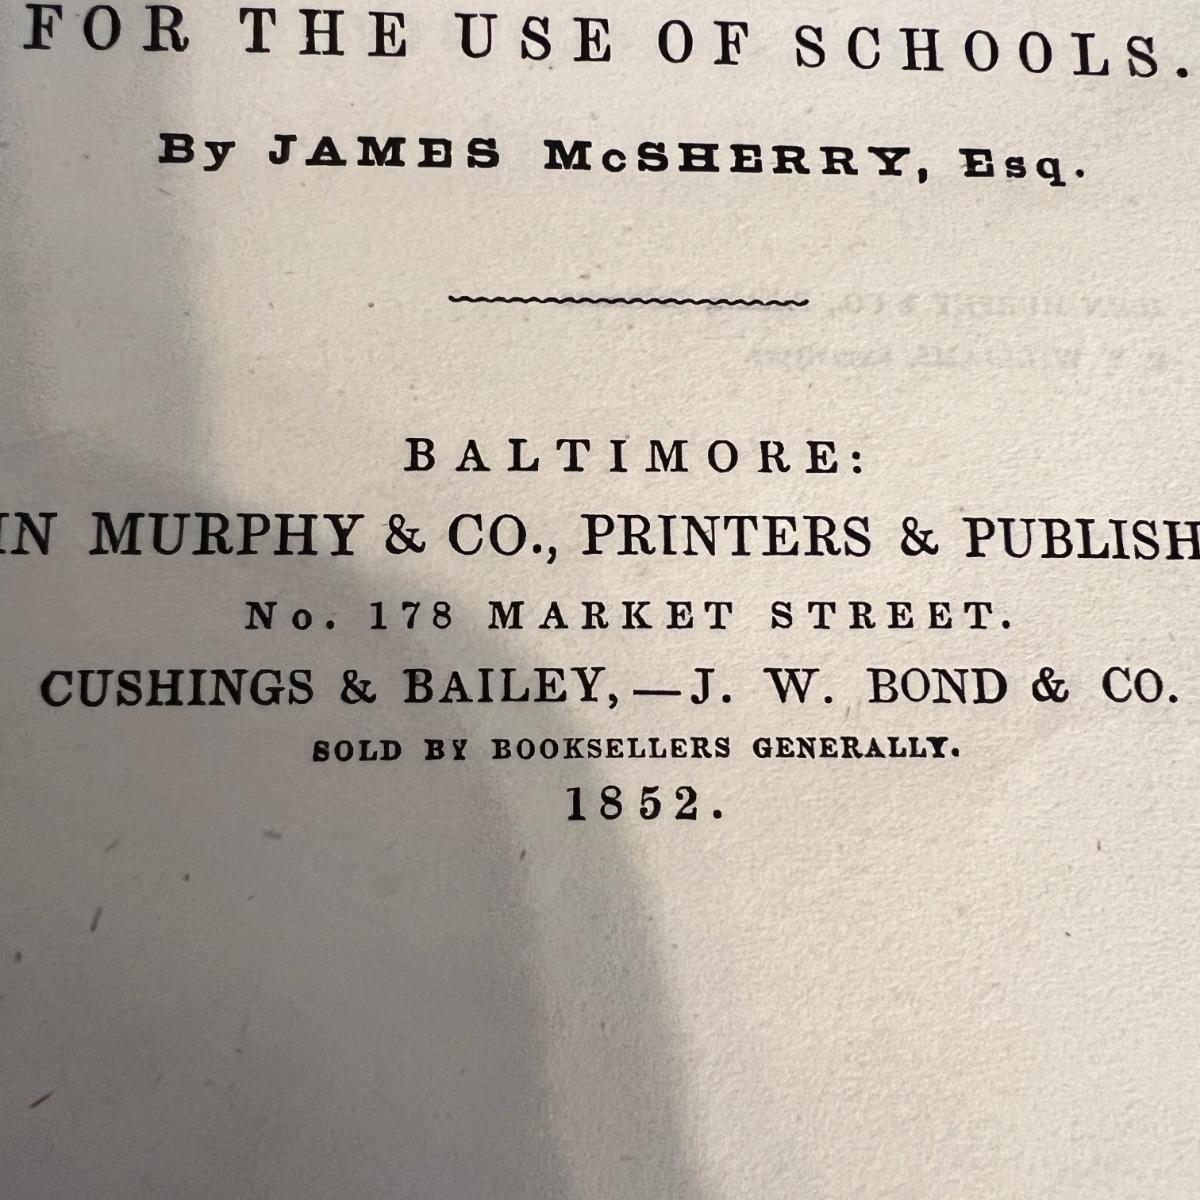 FOR THE USE OF SCHOOLS.
By JAMES McSHERRY, Esq.
BALTIMORE:
IN MURPHY & CO., PRINTERS & PUBLISH
No. 178 MARKET STREET.
CUSHINGS & BAILEY,—J. W. BOND & CO.
SOLD BY BOOKSELLERS GENERALLY.
1852.